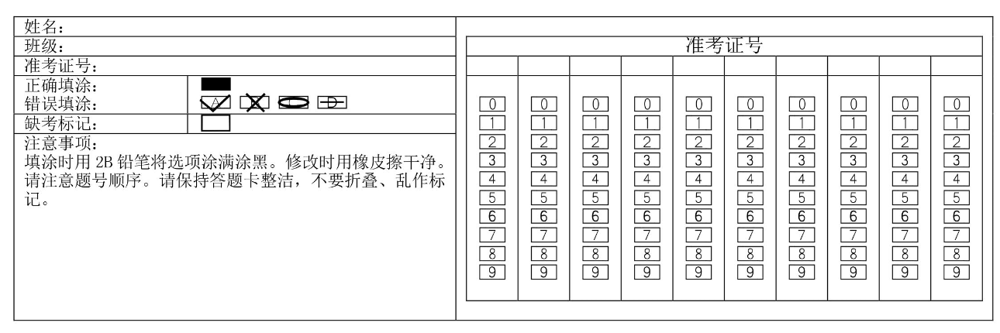 姓名:
班级:
准考证号:
正确填涂:
错误填涂: A D
缺考标记:
注意事项:
填涂时用 2B 铅笔将选项涂满涂黑。修改时用橡皮擦干净。
请注意题号顺序。请保持答题卡整洁,不要折叠、乱作标
记。
准考证号
0 0 0 0 0 0 0 0 0 0
1 1 1 1 1 1 1 1 1 1
2 2 2 2 2 2 2 2 2 2
3 3 3 3 3 3 3 3 3 3
4 4 4 4 4 4 4 4 4 4
5 5 5 5 5 5 5 5 5 5
6 6 6 6 6 6 6 6 6 6
7 7 7 7 7 7 7 7 7 7
8 8 8 8 8 8 8 8 8 8
9 9 9 9 9 9 9 9 9 9